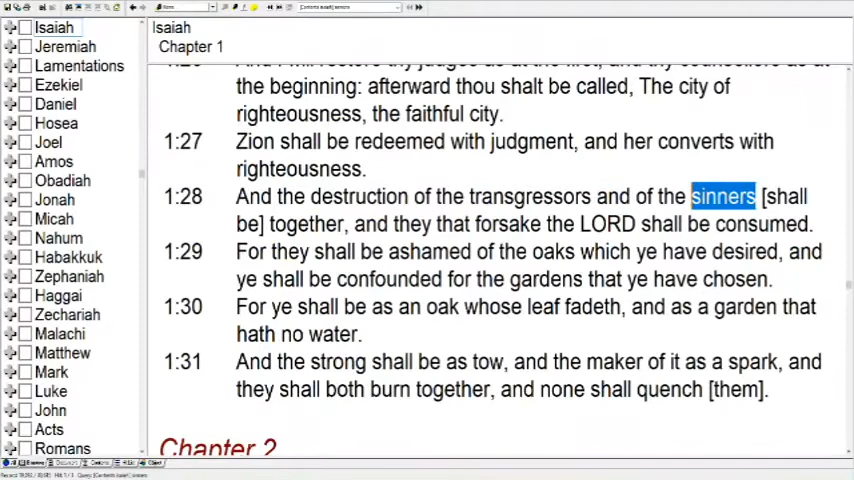 Isaiah
Jeremiah
Lamentations
Ezekiel
Daniel
Hosea
Joel
Amos
Obadiah
Jonah
Micah
Nahum
Habakkuk
Zephaniah
Haggai
Zechariah
Malachi
Matthew
Mark
Luke
John
Acts
Romans
Isaiah
Chapter 1
the beginning: afterward thou shalt be called, The city of
righteousness, the faithful city.
1:27 Zion shall be redeemed with judgment, and her converts with
righteousness.
1:28 And the destruction of the transgressors and of the sinners [shall
be] together, and they that forsake the LORD shall be consumed.
1:29 For they shall be ashamed of the oaks which ye have desired, and
ye shall be confounded for the gardens that ye have chosen.
1:30 For ye shall be as an oak whose leaf fadeth, and as a garden that
hath no water.
1:31 And the strong shall be as tow, and the maker of it as a spark, and
they shall both burn together, and none shall quench [them].
Chapter 2